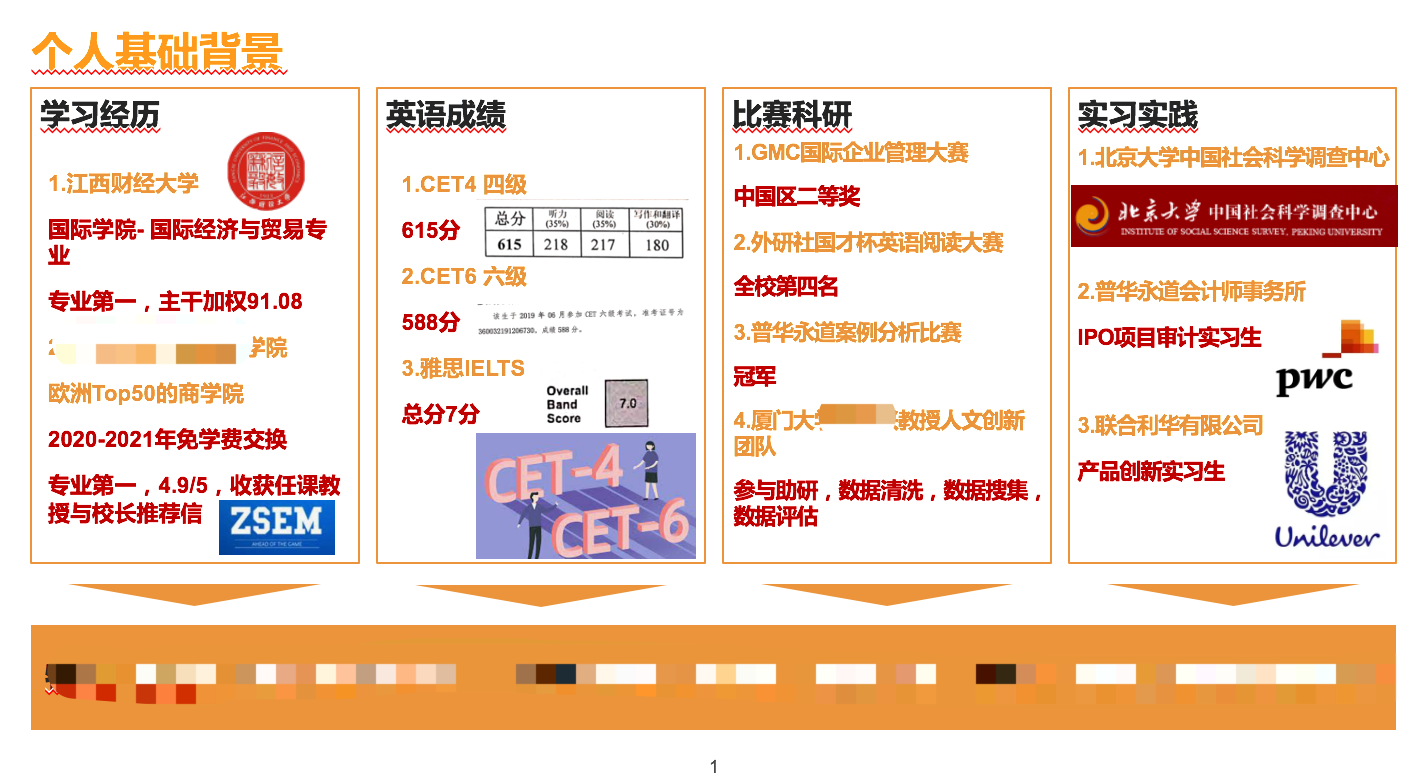 个人基础背景
学习经历
1.江西财经大学
国际学院- 国际经济与贸易专
业
专业第一，主干加权91.08
学院
欧洲Top50的商学院
2020-2021年免学费交换
专业第一，4.9/5，收获任课教
授与校长推荐信
ZSEM
AHEAD OF THE GAME
英语成绩
1.CET4 四级
615分
总分 听力 阅读 写作和翻译
(35%) (35%) (30%)
615 218 217 180
2.CET6 六级
588分
该生于 2019 年 06 月参加 CET 六级考试，准考证号为
360032191206730，成绩 588 分。
3.雅思IELTS
总分7分
Overall
Band
Score
7.0
CET-4
CET-6
比赛科研
1.GMC国际企业管理大赛
中国区二等奖
2.外研社国才杯英语阅读大赛
全校第四名
3.普华永道案例分析比赛
冠军
4.厦门大 教授人文创新
团队
参与助研，数据清洗，数据搜集，
数据评估
实习实践
1.北京大学中国社会科学调查中心
北京大学 中国社会科学调查中心
INSTITUTE OF SOCIAL SCIENCE SURVEY, PEKING UNIVERSITY
2.普华永道会计师事务所
IPO项目审计实习生
pwc
3.联合利华有限公司
产品创新实习生
Unilever
1